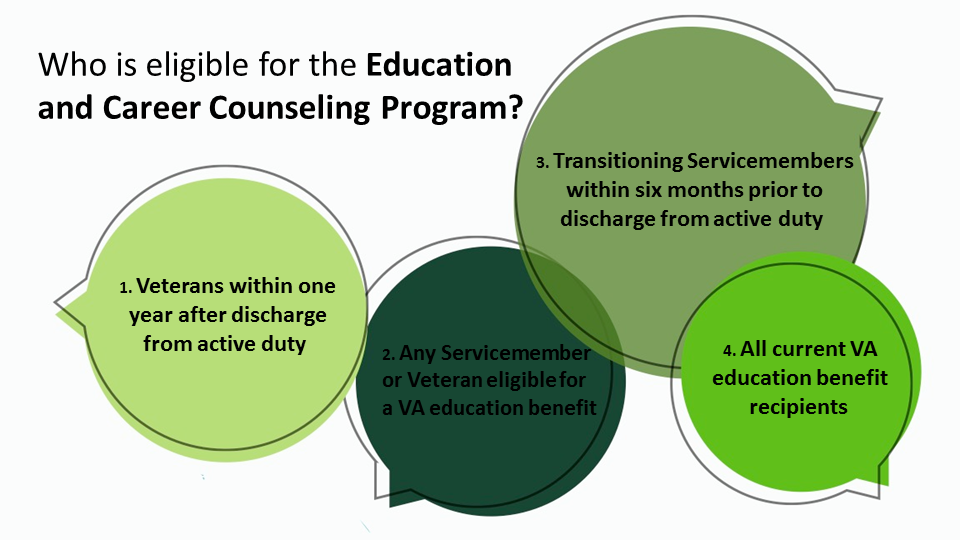 Who is eligible for the Education
and Career Counseling Program?
1. Veterans within one
year after discharge
from active duty
2. Any Servicemember
or Veteran eligible for
a VA education benefit
3. Transitioning Servicemembers
within six months prior to
discharge from active duty
4. All current VA
education benefit
recipients